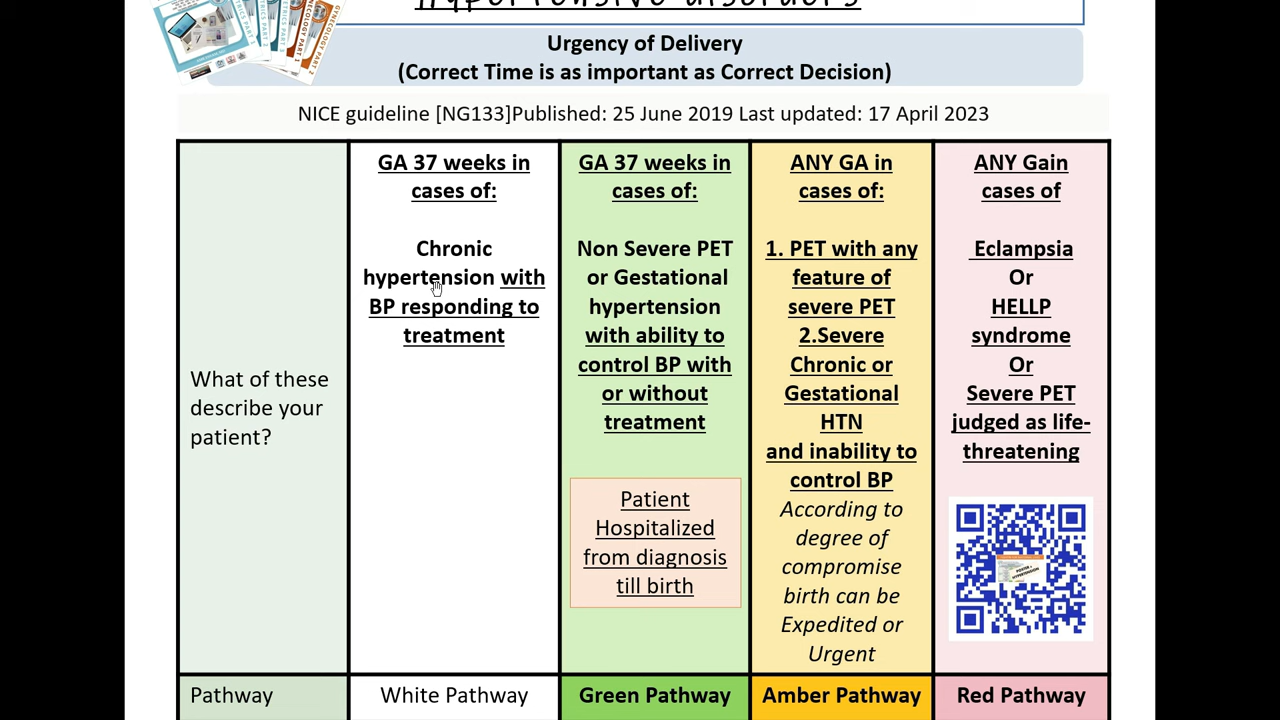 Hypertensive disorders
Urgency of Delivery
(Correct Time is as important as Correct Decision)
NICE guideline [NG133]Published: 25 June 2019 Last updated: 17 April 2023
What of these
describe your
patient?
GA 37 weeks in
cases of:
Chronic
hypertension with
BP responding to
treatment
GA 37 weeks in
cases of:
Non Severe PET
or Gestational
hypertension
with ability to
control BP with
or without
treatment
Patient
Hospitalized
from diagnosis
till birth
ANY GA in
cases of:
1. PET with any
feature of
severe PET
2.Severe
Chronic or
Gestational
HTN
and inability to
control BP
According to
degree of
compromise
birth can be
Expedited or
Urgent
ANY Gain
cases of
Eclampsia
Or
HELLP
syndrome
Or
Severe PET
judged as life-
threatening
Pathway
White Pathway
Green Pathway
Amber Pathway
Red Pathway
GYNECOLOGY PART 2